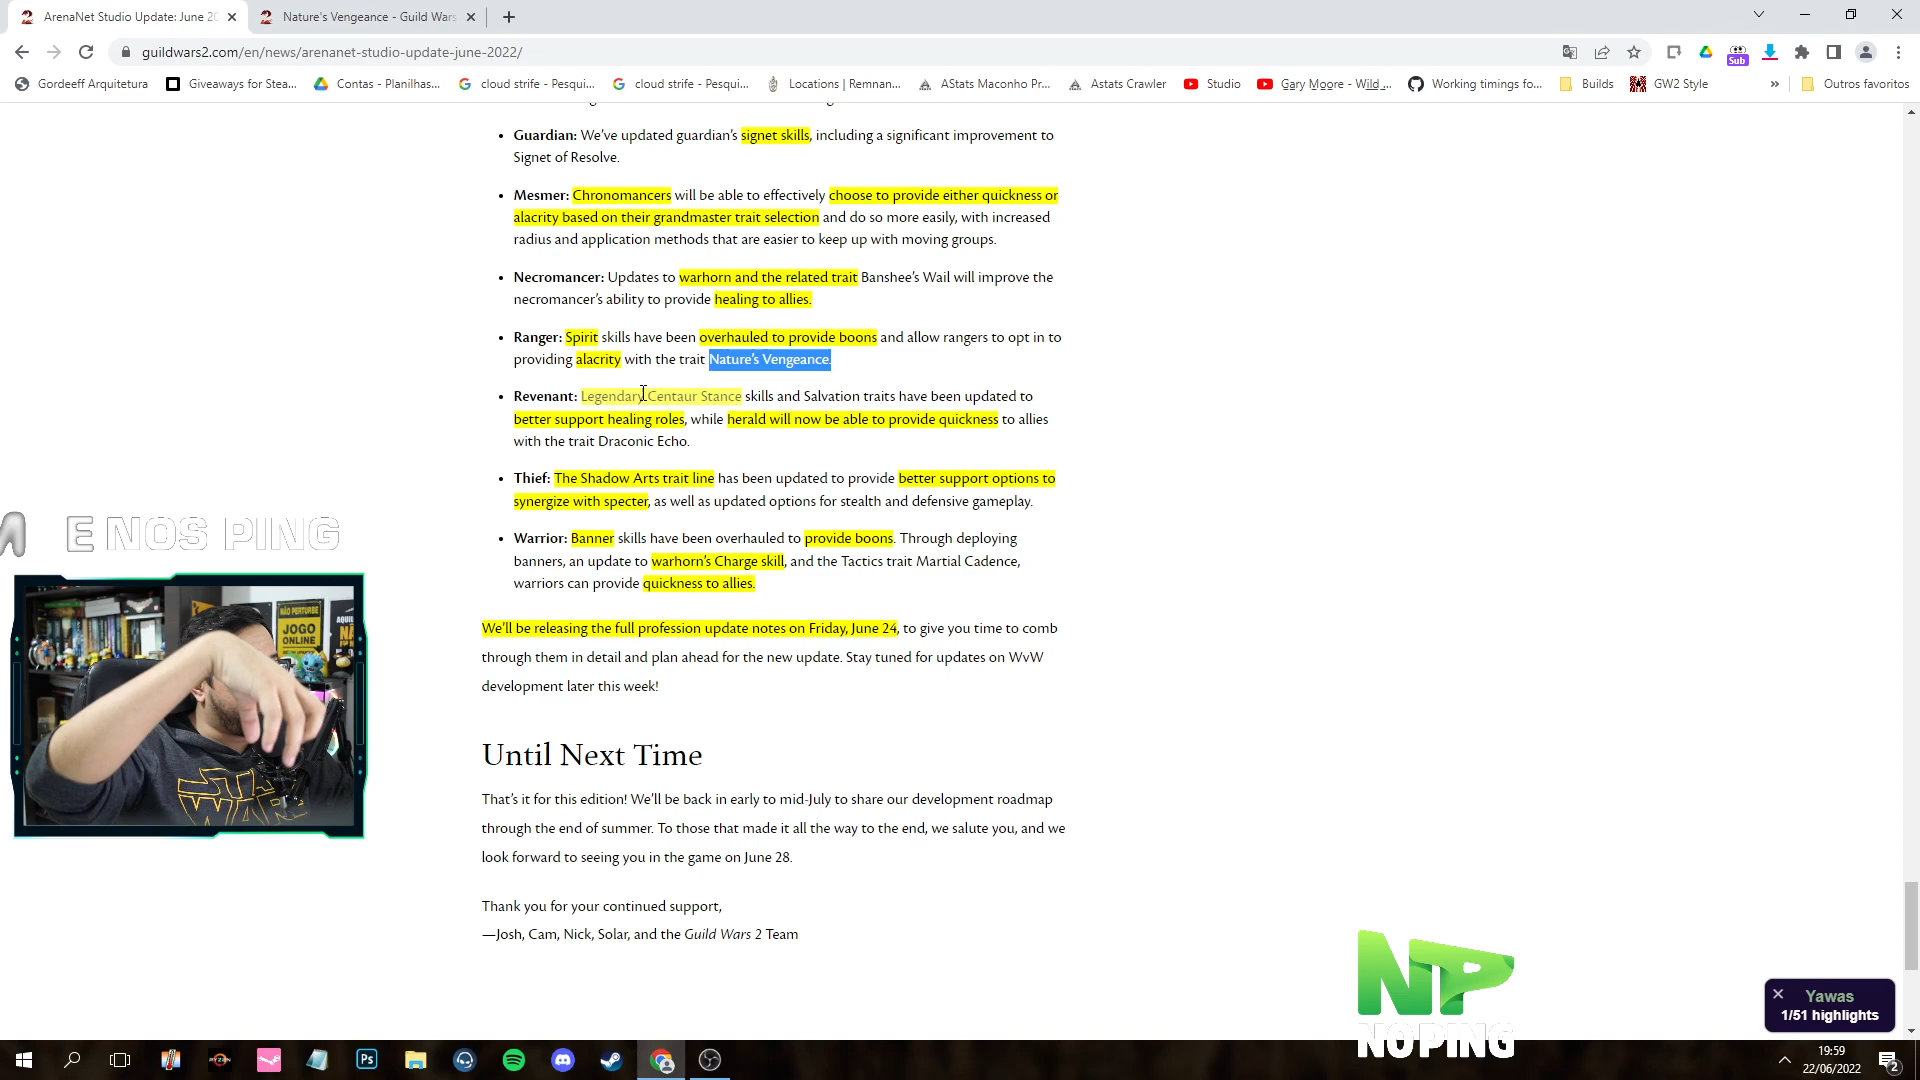 ArenaNet Studio Update: June 20
Nature's Vengeance - Guild Wars
guildwars2.com/en/news/arenanet-studio-update-june-2022/
Sub
Gordeeff Arquitetura
Giveaways for Stea...
Contas - Planilhas...
cloud strife - Pesqui...
cloud strife - Pesqui...
Locations | Remnan...
AStats Maconho Pr...
Astats Crawler
Studio
Gary Moore - Wild ...
Working timings fo...
Builds
GW2 Style
»
Outros favoritos
• Guardian: We've updated guardian's signet skills, including a significant improvement to
Signet of Resolve.
• Mesmer: Chronomancers will be able to effectively choose to provide either quickness or
alacrity based on their grandmaster trait selection and do so more easily, with increased
radius and application methods that are easier to keep up with moving groups.
• Necromancer: Updates to warhorn and the related trait Banshee's Wail will improve the
necromancer's ability to provide healing to allies.
• Ranger: Spirit skills have been overhauled to provide boons and allow rangers to opt in to
providing alacrity with the trait Nature's Vengeance.
• Revenant: Legendary Centaur Stance skills and Salvation traits have been updated to
better support healing roles, while herald will now be able to provide quickness to allies
with the trait Draconic Echo.
• Thief: The Shadow Arts trait line has been updated to provide better support options to
synergize with specter, as well as updated options for stealth and defensive gameplay.
• Warrior: Banner skills have been overhauled to provide boons. Through deploying
banners, an update to warhorn's Charge skill, and the Tactics trait Martial Cadence,
warriors can provide quickness to allies.
We'll be releasing the full profession update notes on Friday, June 24, to give you time to comb
through them in detail and plan ahead for the new update. Stay tuned for updates on WvW
development later this week!
Until Next Time
That's it for this edition! We'll be back in early to mid-July to share our development roadmap
through the end of summer. To those that made it all the way to the end, we salute you, and we
look forward to seeing you in the game on June 28.
Thank you for your continued support,
—Josh, Cam, Nick, Solar, and the Guild Wars 2 Team
E NOS PING
NÃO PERTURBE
JOGO
ONLINE
STAR
WARS
NP
NOPING
Yawas
1/51 highlights
Ps
19:59
22/06/2022
2